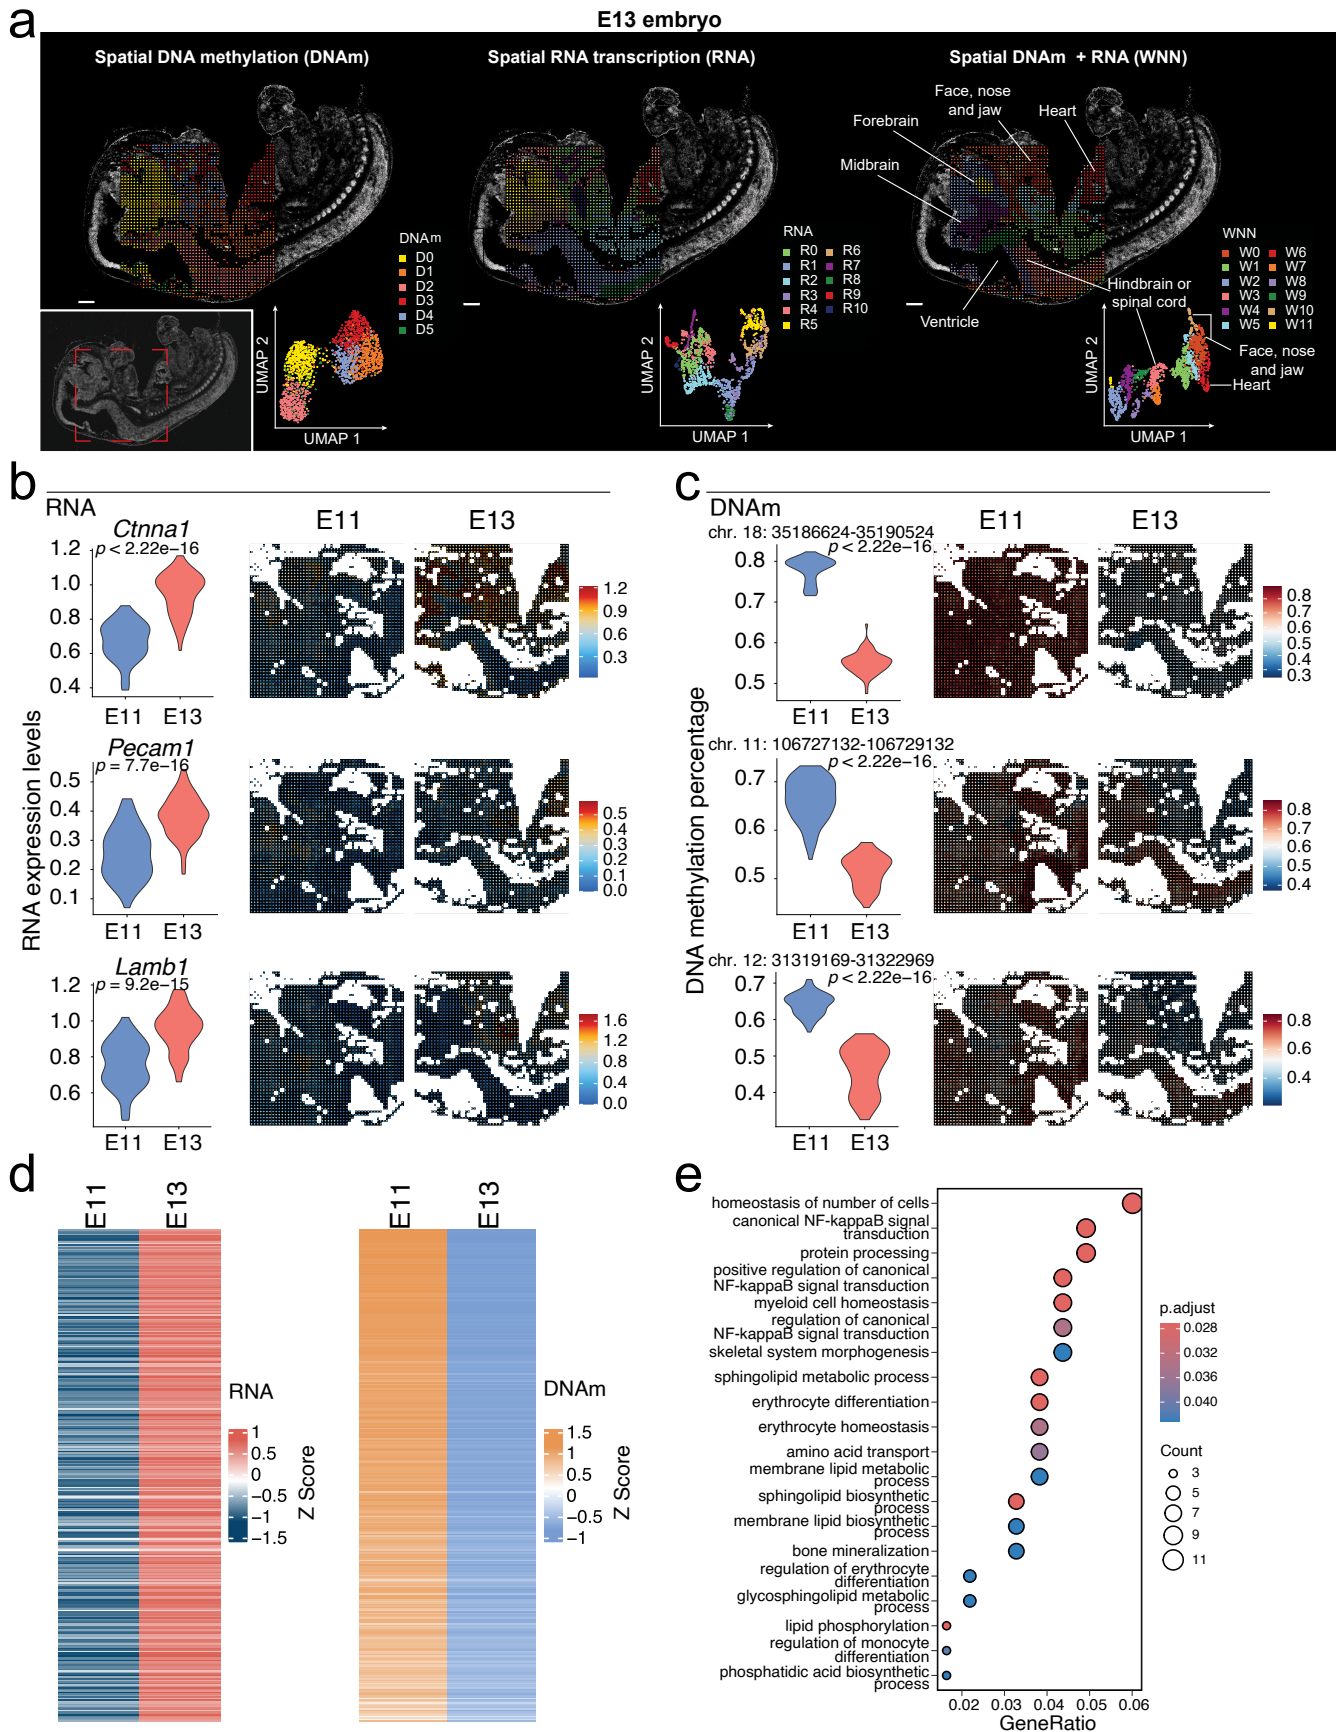 a
E13 embryo
Spatial DNA methylation (DNAm)
Spatial RNA transcription (RNA)
Spatial DNAm + RNA (WNN)
Face, nose
and jaw
Heart
Forebrain
Midbrain
Hindbrain or
spinal cord
Ventricle
Face, nose
and jaw
Heart
DNAm
D0
D1
D2
D3
D4
D5
RNA
R0
R1
R2
R3
R4
R5
R6
R7
R8
R9
R10
WNN
W0
W1
W2
W3
W4
W5
W6
W7
W8
W9
W10
W11
UMAP 2
UMAP 1
UMAP 2
UMAP 1
UMAP 2
UMAP 1
b
RNA
E11
E13
RNA expression levels
Ctnna1
p < 2.22e−16
1.2
1.0
0.8
0.6
0.4
E11
E13
1.2
0.9
0.6
0.3
Pecam1
p = 7.7e−16
0.5
0.4
0.3
0.2
0.1
E11
E13
0.5
0.4
0.3
0.2
0.1
0.0
Lamb1
p = 9.2e−15
1.2
1.0
0.8
0.6
E11
E13
1.6
1.2
0.8
0.4
0.0
c
DNAm
E11
E13
DNA methylation percentage
chr. 18: 35186624-35190524
p < 2.22e−16
0.8
0.7
0.6
0.5
E11
E13
0.8
0.7
0.6
0.5
0.4
0.3
chr. 11: 106727132-106729132
p < 2.22e−16
0.7
0.6
0.5
E11
E13
0.8
0.7
0.6
0.5
0.4
chr. 12: 31319169-31322969
p < 2.22e−16
0.7
0.6
0.5
0.4
E11
E13
0.8
0.6
0.4
d
E11
E13
RNA
1
0.5
0
−0.5
−1
−1.5
Z Score
E11
E13
DNAm
1.5
1
0.5
0
−0.5
−1
Z Score
e
homeostasis of number of cells
canonical NF-kappaB signal
transduction
protein processing
positive regulation of canonical
NF-kappaB signal transduction
myeloid cell homeostasis
regulation of canonical
NF-kappaB signal transduction
skeletal system morphogenesis
sphingolipid metabolic process
erythrocyte differentiation
erythrocyte homeostasis
amino acid transport
membrane lipid metabolic
process
sphingolipid biosynthetic
process
membrane lipid biosynthetic
process
bone mineralization
regulation of erythrocyte
differentiation
glycosphingolipid metabolic
process
lipid phosphorylation
regulation of monocyte
differentiation
phosphatidic acid biosynthetic
process
0.02
0.03
0.04
0.05
0.06
GeneRatio
p.adjust
0.028
0.032
0.036
0.040
Count
3
5
7
9
11